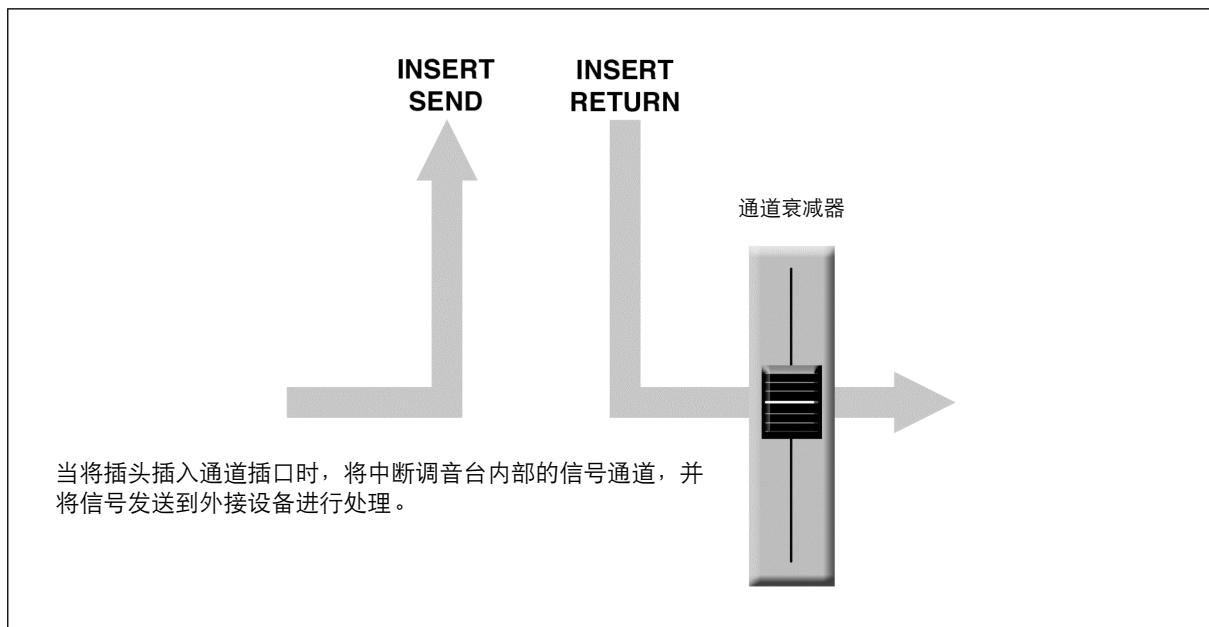 INSERT
SEND
INSERT
RETURN
通道衰减器
当将插头插入通道插口时，将中断调音台内部的信号通道，并
将信号发送到外接设备进行处理。